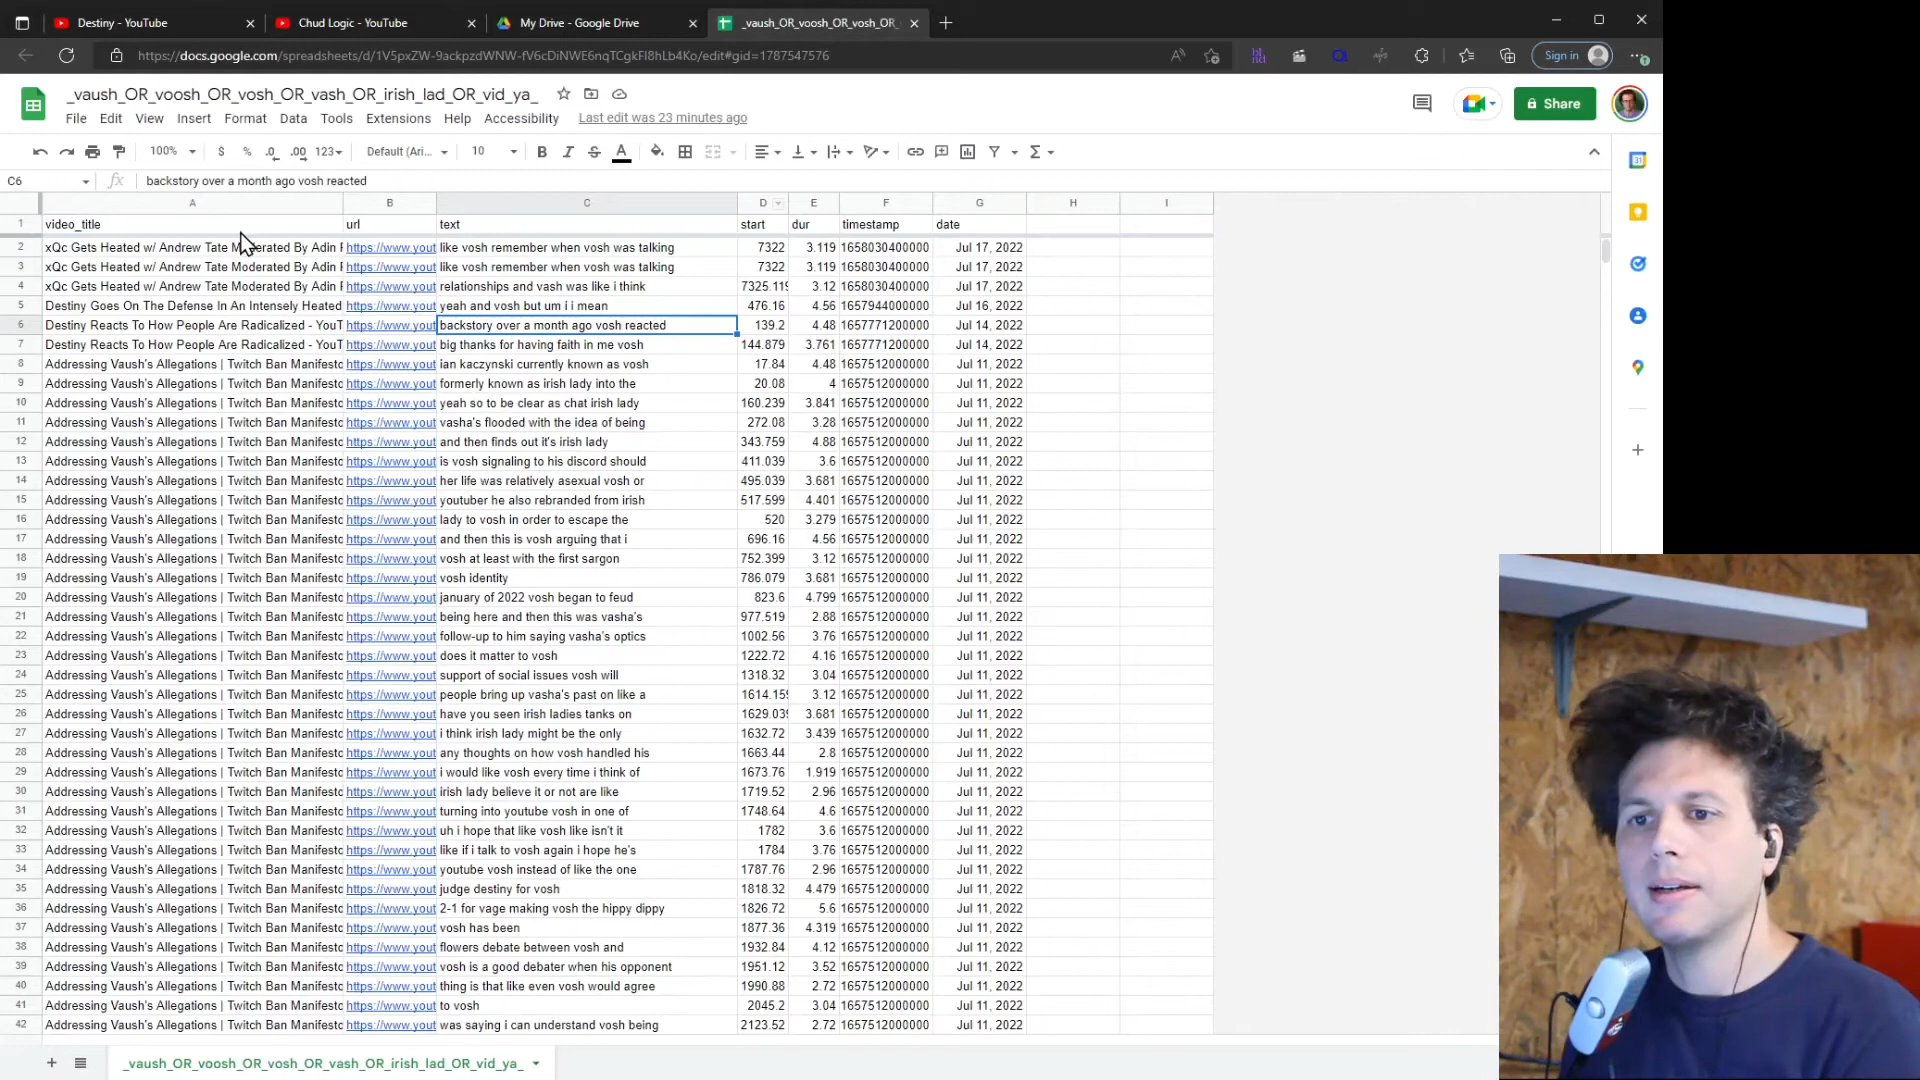 Destiny - YouTube
Chud Logic - YouTube
My Drive - Google Drive
_vaush_OR_voosh_OR_vosh_OR_
https://docs.google.com/spreadsheets/d/1V5pxZW-9ackpzdWNW-fV6cDiNWE6nqTCgkFl8hLb4Ko/edit#gid=1787547576
Sign in
_vaush_OR_voosh_OR_vosh_OR_vash_OR_irish_lad_OR_vid_ya_
File Edit View Insert Format Data Tools Extensions Help Accessibility Last edit was 23 minutes ago
Share
100% $ % .0 .00 123 Default (Ari... 10 B I S A
C6 fx backstory over a month ago vosh reacted
A B C D E F G H I
1 video_title url text start dur timestamp date
2 xQc Gets Heated w/ Andrew Tate Moderated By Adin https://www.yout like vosh remember when vosh was talking 7322 3.119 1658030400000 Jul 17, 2022
3 xQc Gets Heated w/ Andrew Tate Moderated By Adin https://www.yout like vosh remember when vosh was talking 7322 3.119 1658030400000 Jul 17, 2022
4 xQc Gets Heated w/ Andrew Tate Moderated By Adin https://www.yout relationships and vash was like i think 7325.119 3.12 1658030400000 Jul 17, 2022
5 Destiny Goes On The Defense In An Intensely Heated https://www.yout yeah and vosh but um i i mean 476.16 4.56 1657944000000 Jul 16, 2022
6 Destiny Reacts To How People Are Radicalized - YouT https://www.yout backstory over a month ago vosh reacted 139.2 4.48 1657771200000 Jul 14, 2022
7 Destiny Reacts To How People Are Radicalized - YouT https://www.yout big thanks for having faith in me vosh 144.879 3.761 1657771200000 Jul 14, 2022
8 Addressing Vaush's Allegations | Twitch Ban Manifesto https://www.yout ian kaczynski currently known as vosh 17.84 4.48 1657512000000 Jul 11, 2022
9 Addressing Vaush's Allegations | Twitch Ban Manifesto https://www.yout formerly known as irish lady into the 20.08 4 1657512000000 Jul 11, 2022
10 Addressing Vaush's Allegations | Twitch Ban Manifesto https://www.yout yeah so to be clear as chat irish lady 160.239 3.841 1657512000000 Jul 11, 2022
11 Addressing Vaush's Allegations | Twitch Ban Manifesto https://www.yout vasha's flooded with the idea of being 272.08 3.28 1657512000000 Jul 11, 2022
12 Addressing Vaush's Allegations | Twitch Ban Manifesto https://www.yout and then finds out it's irish lady 343.759 4.88 1657512000000 Jul 11, 2022
13 Addressing Vaush's Allegations | Twitch Ban Manifesto https://www.yout is vosh signaling to his discord should 411.039 3.6 1657512000000 Jul 11, 2022
14 Addressing Vaush's Allegations | Twitch Ban Manifesto https://www.yout her life was relatively asexual vosh or 495.039 3.681 1657512000000 Jul 11, 2022
15 Addressing Vaush's Allegations | Twitch Ban Manifesto https://www.yout youtuber he also rebranded from irish 517.599 4.401 1657512000000 Jul 11, 2022
16 Addressing Vaush's Allegations | Twitch Ban Manifesto https://www.yout lady to vosh in order to escape the 520 3.279 1657512000000 Jul 11, 2022
17 Addressing Vaush's Allegations | Twitch Ban Manifesto https://www.yout and then this is vosh arguing that i 696.16 4.56 1657512000000 Jul 11, 2022
18 Addressing Vaush's Allegations | Twitch Ban Manifesto https://www.yout vosh at least with the first sargon 752.399 3.12 1657512000000 Jul 11, 2022
19 Addressing Vaush's Allegations | Twitch Ban Manifesto https://www.yout vosh identity 786.079 3.681 1657512000000 Jul 11, 2022
20 Addressing Vaush's Allegations | Twitch Ban Manifesto https://www.yout january of 2022 vosh began to feud 823.6 4.799 1657512000000 Jul 11, 2022
21 Addressing Vaush's Allegations | Twitch Ban Manifesto https://www.yout being here and then this was vasha's 977.519 2.88 1657512000000 Jul 11, 2022
22 Addressing Vaush's Allegations | Twitch Ban Manifesto https://www.yout follow-up to him saying vasha's optics 1002.56 3.76 1657512000000 Jul 11, 2022
23 Addressing Vaush's Allegations | Twitch Ban Manifesto https://www.yout does it matter to vosh 1222.72 4.16 1657512000000 Jul 11, 2022
24 Addressing Vaush's Allegations | Twitch Ban Manifesto https://www.yout support of social issues vosh will 1318.32 3.04 1657512000000 Jul 11, 2022
25 Addressing Vaush's Allegations | Twitch Ban Manifesto https://www.yout people bring up vasha's past on like a 1614.159 3.12 1657512000000 Jul 11, 2022
26 Addressing Vaush's Allegations | Twitch Ban Manifesto https://www.yout have you seen irish ladies tanks on 1629.039 3.681 1657512000000 Jul 11, 2022
27 Addressing Vaush's Allegations | Twitch Ban Manifesto https://www.yout i think irish lady might be the only 1632.72 3.439 1657512000000 Jul 11, 2022
28 Addressing Vaush's Allegations | Twitch Ban Manifesto https://www.yout any thoughts on how vosh handled his 1663.44 2.8 1657512000000 Jul 11, 2022
29 Addressing Vaush's Allegations | Twitch Ban Manifesto https://www.yout i would like vosh every time i think of 1673.76 1.919 1657512000000 Jul 11, 2022
30 Addressing Vaush's Allegations | Twitch Ban Manifesto https://www.yout irish lady believe it or not are like 1719.52 2.96 1657512000000 Jul 11, 2022
31 Addressing Vaush's Allegations | Twitch Ban Manifesto https://www.yout turning into youtube vosh in one of 1748.64 4.6 1657512000000 Jul 11, 2022
32 Addressing Vaush's Allegations | Twitch Ban Manifesto https://www.yout uh i hope that like vosh like isn't it 1782 3.6 1657512000000 Jul 11, 2022
33 Addressing Vaush's Allegations | Twitch Ban Manifesto https://www.yout like if i talk to vosh again i hope he's 1784 3.76 1657512000000 Jul 11, 2022
34 Addressing Vaush's Allegations | Twitch Ban Manifesto https://www.yout youtube vosh instead of like the one 1787.76 2.96 1657512000000 Jul 11, 2022
35 Addressing Vaush's Allegations | Twitch Ban Manifesto https://www.yout judge destiny for vosh 1818.32 4.479 1657512000000 Jul 11, 2022
36 Addressing Vaush's Allegations | Twitch Ban Manifesto https://www.yout 2-1 for vage making vosh the hippy dippy 1826.72 5.6 1657512000000 Jul 11, 2022
37 Addressing Vaush's Allegations | Twitch Ban Manifesto https://www.yout vosh has been 1877.36 4.319 1657512000000 Jul 11, 2022
38 Addressing Vaush's Allegations | Twitch Ban Manifesto https://www.yout flowers debate between vosh and 1932.84 4.12 1657512000000 Jul 11, 2022
39 Addressing Vaush's Allegations | Twitch Ban Manifesto https://www.yout vosh is a good debater when his opponent 1951.12 3.52 1657512000000 Jul 11, 2022
40 Addressing Vaush's Allegations | Twitch Ban Manifesto https://www.yout thing is that like even vosh would agree 1990.88 2.72 1657512000000 Jul 11, 2022
41 Addressing Vaush's Allegations | Twitch Ban Manifesto https://www.yout to vosh 2045.2 3.04 1657512000000 Jul 11, 2022
42 Addressing Vaush's Allegations | Twitch Ban Manifesto https://www.yout was saying i can understand vosh being 2123.52 2.72 1657512000000 Jul 11, 2022
_vaush_OR_voosh_OR_vosh_OR_vash_OR_irish_lad_OR_vid_ya_